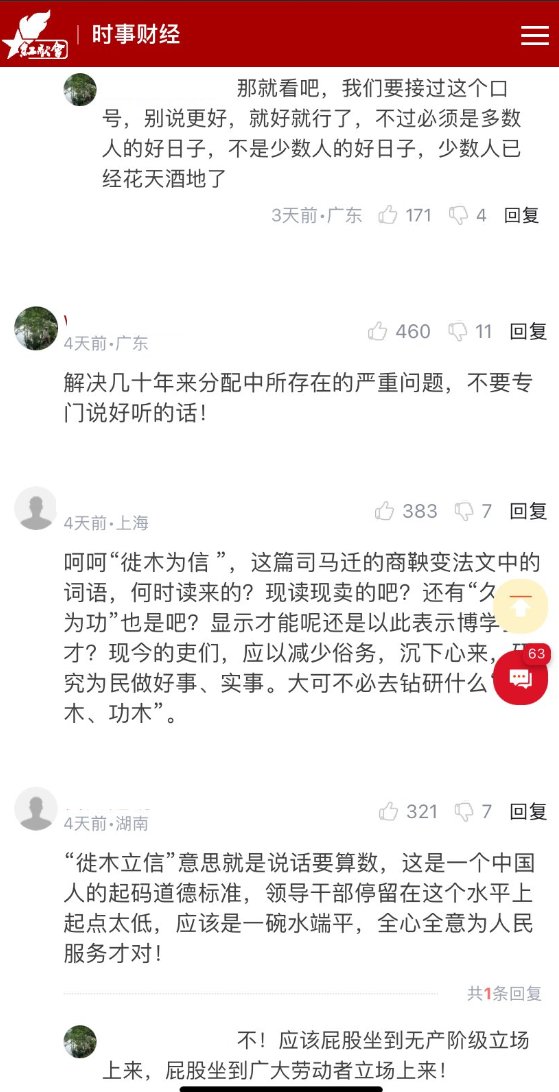 红歌会 | 时事财经
那就看吧，我们要接过这个口
号，别说更好，就好就行了，不过必须是多数
人的好日子，不是少数人的好日子，少数人已
经花天酒地了
3天前·广东 171 4 回复
460 11 回复
4天前·广东
解决几十年来分配中所存在的严重问题，不要专
门说好听的话！
383 7 回复
4天前·上海
呵呵“徙木为信 ”，这篇司马迁的商鞅变法文中的
词语，何时读来的？现读现卖的吧？还有“久
为功”也是吧？显示才能呢还是以此表示博学
才？现今的吏们，应以减少俗务，沉下心来，
究为民做好事、实事。大可不必去钻研什么
木、功木”。
63
321 7 回复
4天前·湖南
“徙木立信”意思就是说话要算数，这是一个中国
人的起码道德标准，领导干部停留在这个水平上
起点太低，应该是一碗水端平，全心全意为人民
服务才对！
共1条回复
不！应该屁股坐到无产阶级立场
上来，屁股坐到广大劳动者立场上来！